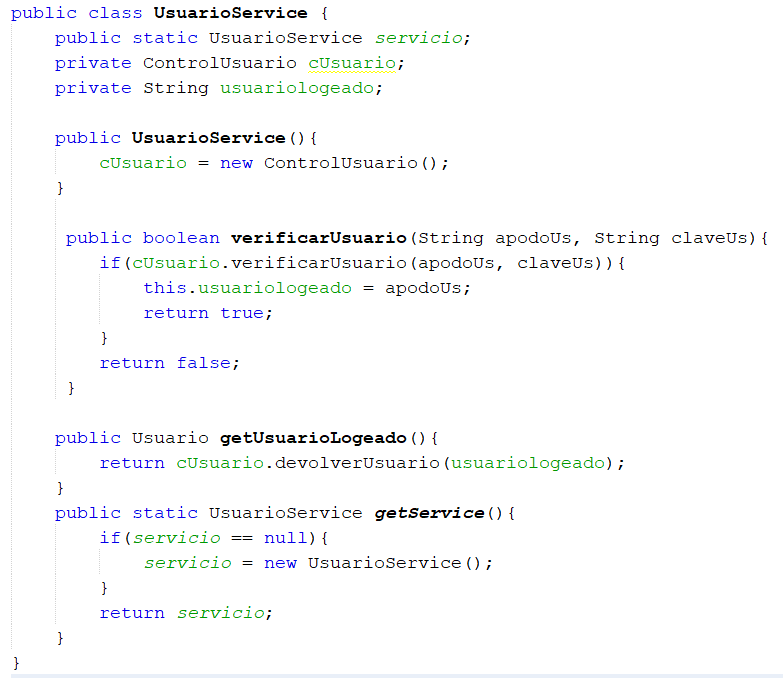 public class UsuarioService {
    public static UsuarioService servicio;
    private ControlUsuario cUsuario;
    private String usuariologeado;

    public UsuarioService(){
        cUsuario = new ControlUsuario();
    }

     public boolean verificarUsuario(String apodoUs, String claveUs){
        if(cUsuario.verificarUsuario(apodoUs, claveUs)){
            this.usuariologeado = apodoUs;
            return true;
        }
        return false;
     }

    public Usuario getUsuarioLogeado(){
        return cUsuario.devolverUsuario(usuariologeado);
    }
    public static UsuarioService getService(){
        if(servicio == null){
            servicio = new UsuarioService();
        }
        return servicio;
    }
}